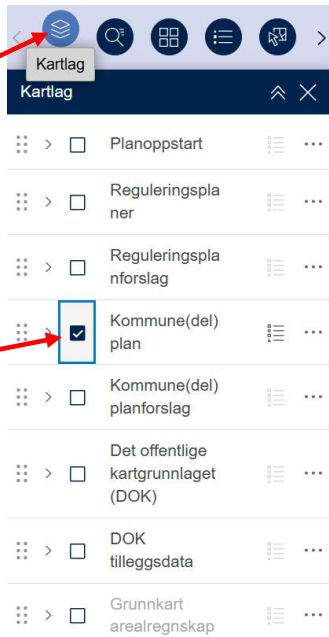 Kartlag
Kartlag
Planoppstart
Reguleringspla
ner
Reguleringspla
nforslag
Kommune(del)
plan
Kommune(del)
planforslag
Det offentlige
kartgrunnlaget
(DOK)
DOK
tilleggsdata
Grunnkart
arealregnskap